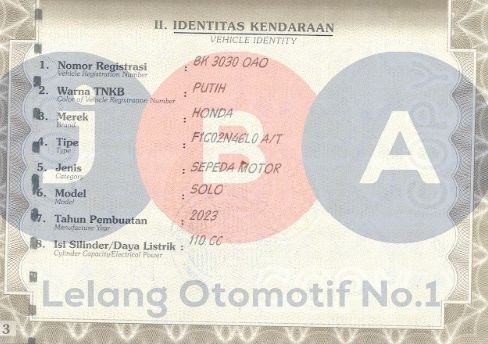 II. IDENTITAS KENDARAAN
VEHICLE IDENTITY
1. Nomor Registrasi : BK 3030 OAO
Vehicle Registration Number
2. Warna TNKB : PUTIH
Color of Vehicle Registration Number
3. Merek : HONDA
Brand
4. Tipe : F1C02N46L0 A/T
Type
5. Jenis : SEPEDA MOTOR
Category
6. Model : SOLO
Model
7. Tahun Pembuatan : 2023
Manufacture Year
8. Isi Silinder/Daya Listrik : 110 CC
Cylinder Capacity/Electrical Power
JBA
Lelang Otomotif No.1
3